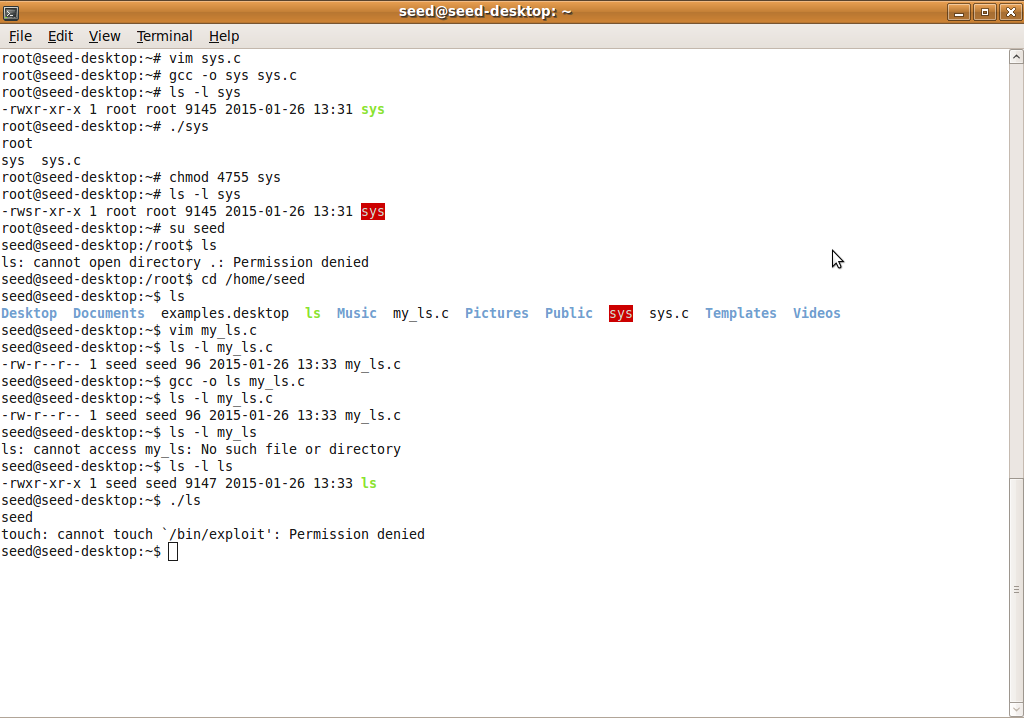 seed@seed-desktop: ~
File Edit View Terminal Help
root@seed-desktop:~# vim sys.c
root@seed-desktop:~# gcc -o sys sys.c
root@seed-desktop:~# ls -l sys
-rwxr-xr-x 1 root root 9145 2015-01-26 13:31 sys
root@seed-desktop:~# ./sys
root
sys  sys.c
root@seed-desktop:~# chmod 4755 sys
root@seed-desktop:~# ls -l sys
-rwsr-xr-x 1 root root 9145 2015-01-26 13:31 sys
root@seed-desktop:~# su seed
seed@seed-desktop:/root$ ls
ls: cannot open directory .: Permission denied
seed@seed-desktop:/root$ cd /home/seed
seed@seed-desktop:~$ ls
Desktop  Documents  examples.desktop  ls  Music  my_ls.c  Pictures  Public  sys  sys.c  Templates  Videos
seed@seed-desktop:~$ vim my_ls.c
seed@seed-desktop:~$ ls -l my_ls.c
-rw-r--r-- 1 seed seed 96 2015-01-26 13:33 my_ls.c
seed@seed-desktop:~$ gcc -o ls my_ls.c
seed@seed-desktop:~$ ls -l my_ls.c
-rw-r--r-- 1 seed seed 96 2015-01-26 13:33 my_ls.c
seed@seed-desktop:~$ ls -l my_ls
ls: cannot access my_ls: No such file or directory
seed@seed-desktop:~$ ls -l ls
-rwxr-xr-x 1 seed seed 9147 2015-01-26 13:33 ls
seed@seed-desktop:~$ ./ls
seed
touch: cannot touch `/bin/exploit': Permission denied
seed@seed-desktop:~$